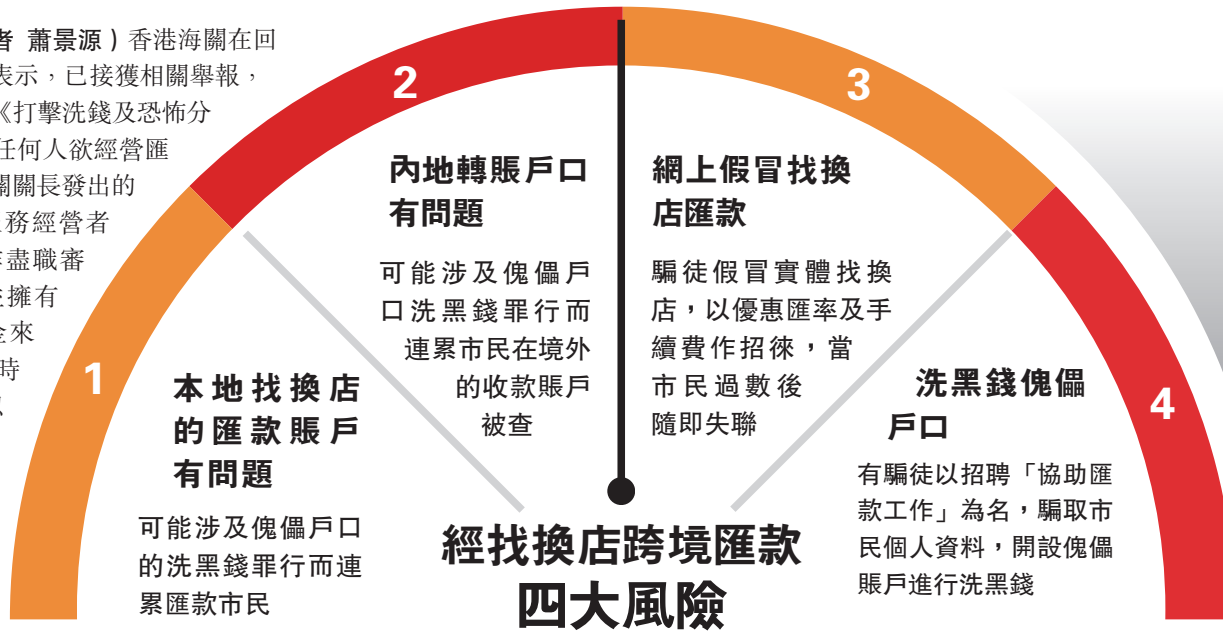 者 蕭景源）香港海關在回
表示，已接獲相關舉報，
《打擊洗錢及恐怖分
任何人欲經營匯
關關長發出的
服務經營者
作盡職審
並擁有
金來
時
1
本地找換店
的匯款賬戶
有問題
可能涉及傀儡戶口
的洗黑錢罪行而連
累匯款市民
2
內地轉賬戶口
有問題
可能涉及傀儡戶
口洗黑錢罪行而
連累市民在境外
的收款賬戶
被查
3
網上假冒找換
店匯款
騙徒假冒實體找換
店，以優惠匯率及手
續費作招徠，當
市民過數後
隨即失聯
4
洗黑錢傀儡
戶口
有騙徒以招聘「協助匯
款工作」為名，騙取市
民個人資料，開設傀儡
賬戶進行洗黑錢
經找換店跨境匯款
四大風險